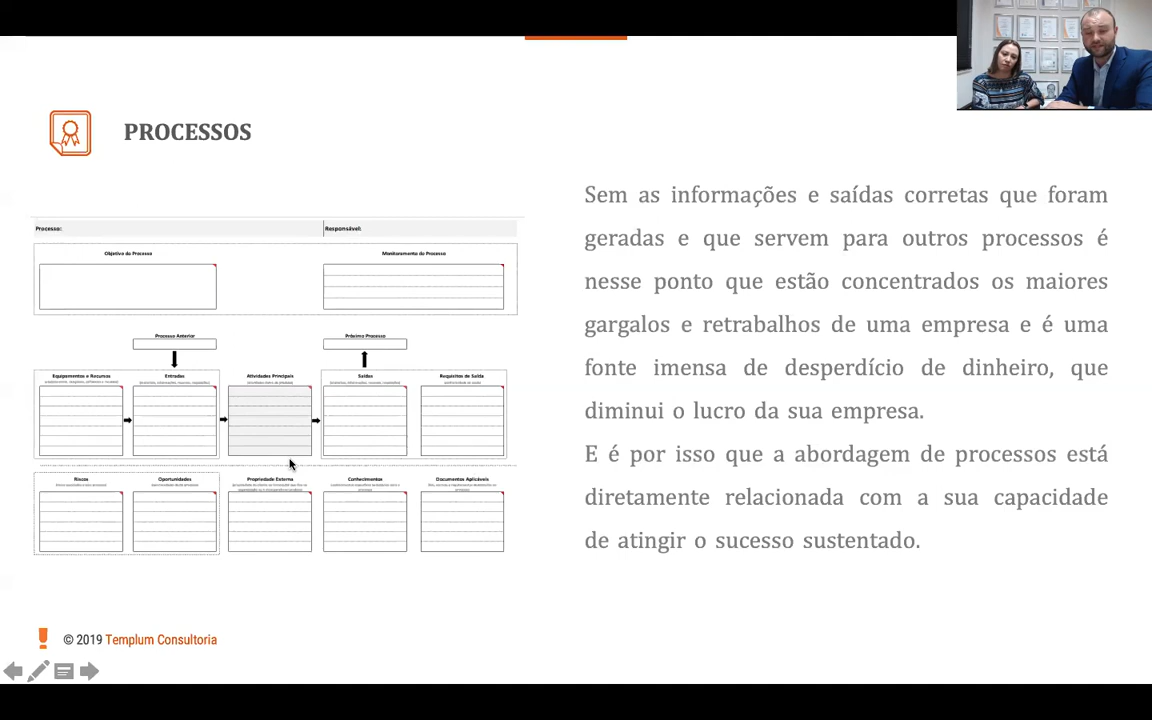 PROCESSOS
Processo:
Responsável:
Objetivo do Processo
Monitoramento do Processo
Processo Anterior
Próximo Processo
Equipamentos e Recursos
Entradas
Atividades Principais
Saídas
Requisitos de Saída
Riscos
Oportunidades
Propriedade Externa
Conhecimentos
Documentos Aplicáveis
Sem as informações e saídas corretas que foram
geradas e que servem para outros processos é
nesse ponto que estão concentrados os maiores
gargalos e retrabalhos de uma empresa e é uma
fonte imensa de desperdício de dinheiro, que
diminui o lucro da sua empresa.
E é por isso que a abordagem de processos está
diretamente relacionada com a sua capacidade
de atingir o sucesso sustentado.
© 2019 Templum Consultoria